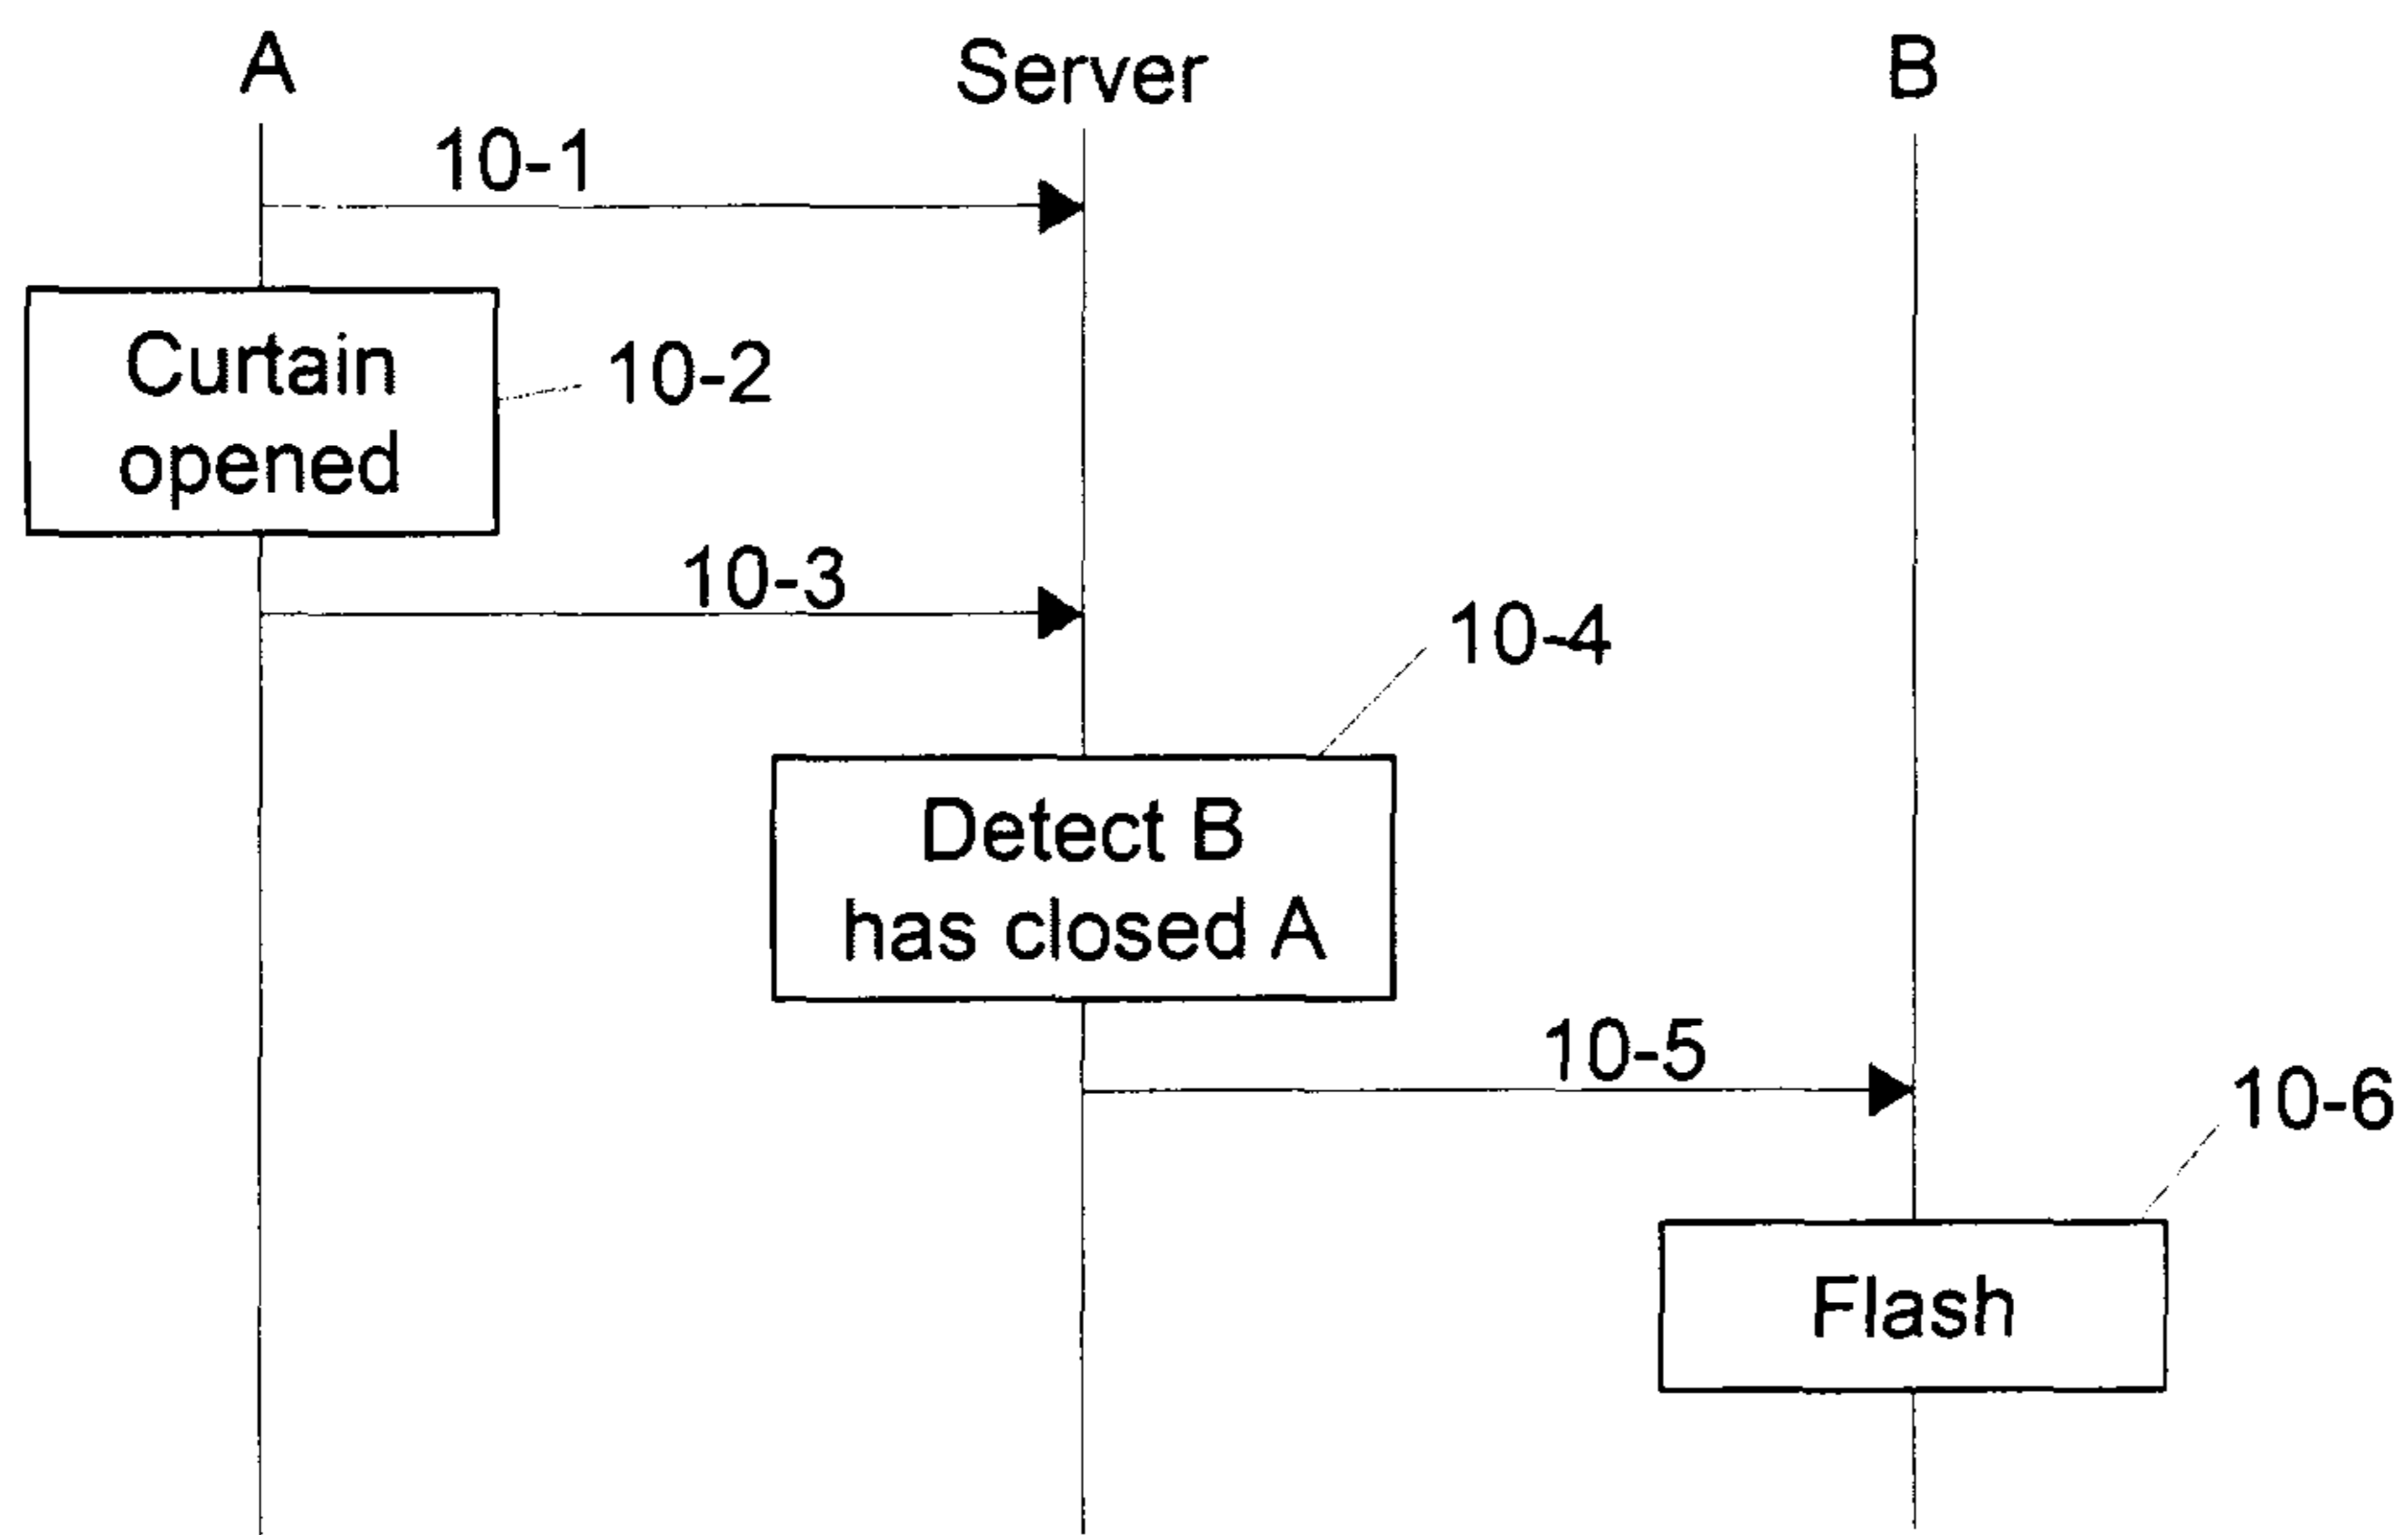 A
Server
B
10-1
Curtain
opened
10-2
10-3
10-4
Detect B
has closed A
10-5
10-6
Flash